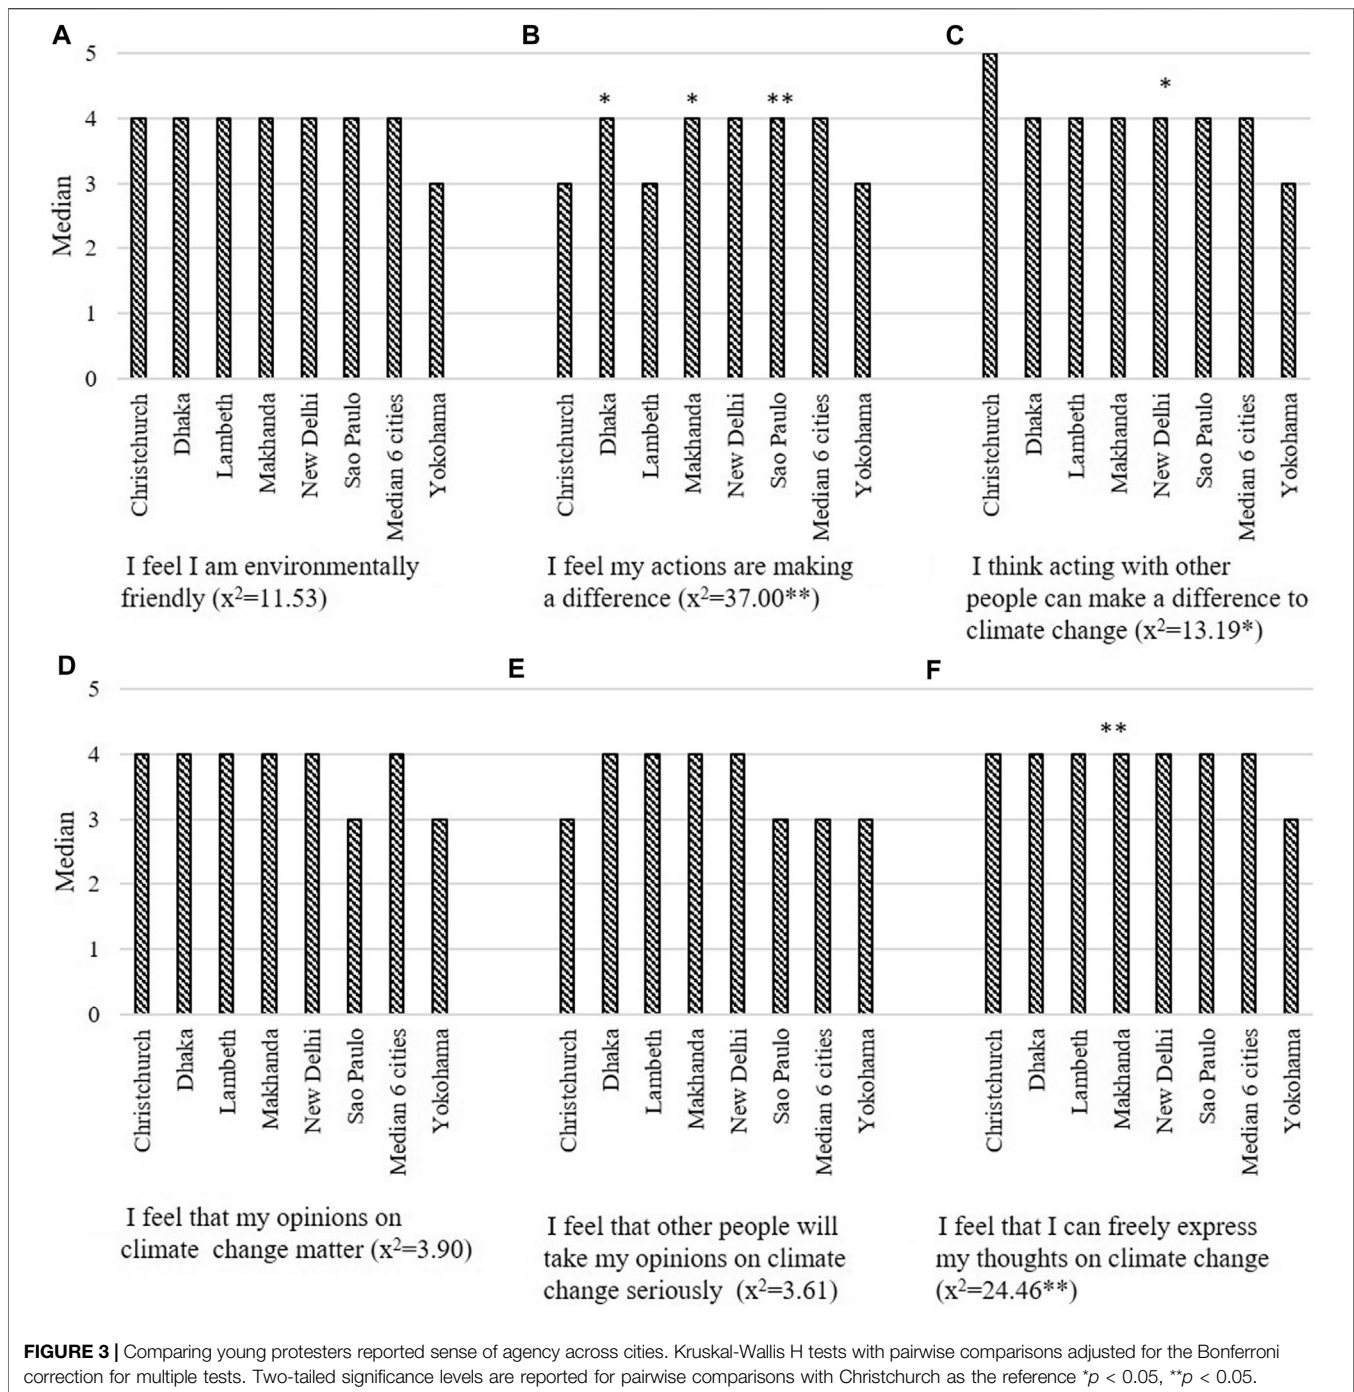 A
B
C
5
4
3
2
1
0
Median
*
*
**
*
Christchurch
Dhaka
Lambeth
Makhanda
New Delhi
Sao Paulo
Median 6 cities
Yokohama
Christchurch
Dhaka
Lambeth
Makhanda
New Delhi
Sao Paulo
Median 6 cities
Yokohama
Christchurch
Dhaka
Lambeth
Makhanda
New Delhi
Sao Paulo
Median 6 cities
Yokohama
I feel I am environmentally
friendly (x²=11.53)
I feel my actions are making
a difference (x²=37.00**)
I think acting with other
people can make a difference to
climate change (x²=13.19*)
D
E
F
5
4
3
2
1
0
Median
**
Christchurch
Dhaka
Lambeth
Makhanda
New Delhi
Sao Paulo
Median 6 cities
Yokohama
Christchurch
Dhaka
Lambeth
Makhanda
New Delhi
Sao Paulo
Median 6 cities
Yokohama
Christchurch
Dhaka
Lambeth
Makhanda
New Delhi
Sao Paulo
Median 6 cities
Yokohama
I feel that my opinions on
climate change matter (x²=3.90)
I feel that other people will
take my opinions on climate
change seriously (x²=3.61)
I feel that I can freely express
my thoughts on climate change
(x²=24.46**)
FIGURE 3 | Comparing young protesters reported sense of agency across cities. Kruskal-Wallis H tests with pairwise comparisons adjusted for the Bonferroni
correction for multiple tests. Two-tailed significance levels are reported for pairwise comparisons with Christchurch as the reference *p < 0.05, **p < 0.05.